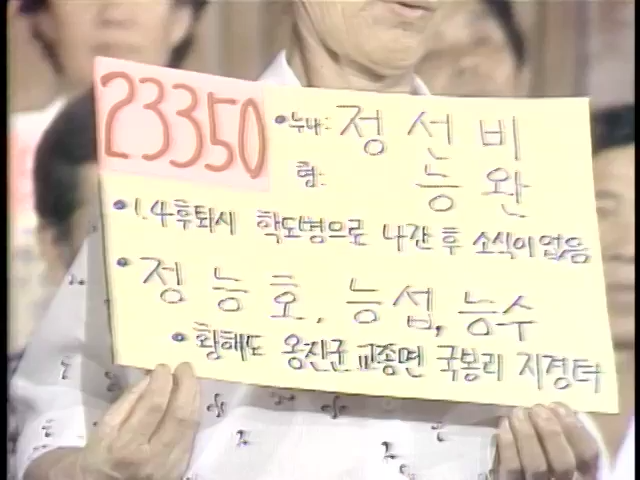 23350
•누나: 정 선 비
형: 능 완
•1.4후퇴시 학도병으로 나간 후 소식이 없음
•정 능 호, 능 섭, 능수
•황해도 옹진군 교종면 국봉리 지경터